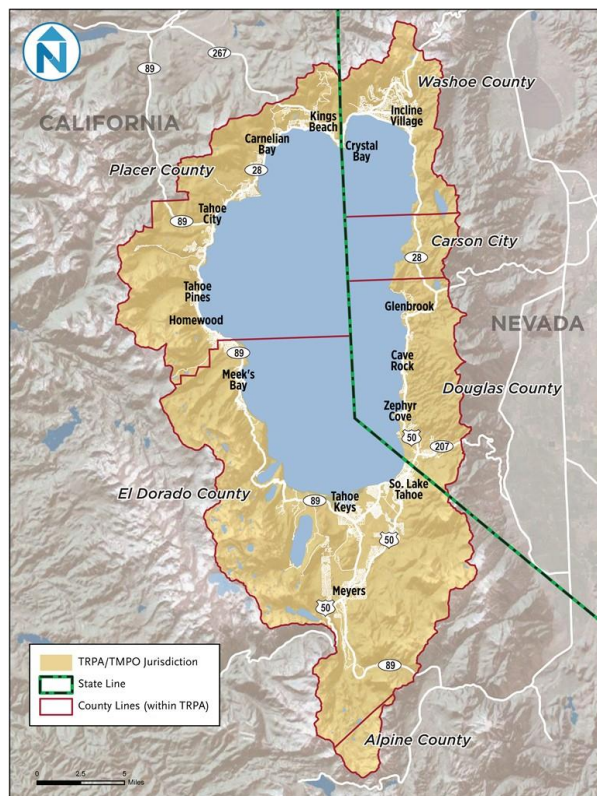 N
267
89
Washoe County
CALIFORNIA
Kings
Beach
Incline
Village
Carnelian
Bay
Crystal
Bay
Placer County
28
89
Tahoe
City
Carson City
28
Tahoe
Pines
Glenbrook
Homewood
NEVADA
89
Cave
Rock
Meek's
Bay
Douglas County
Zephyr
Cove
50
207
El Dorado County
So. Lake
Tahoe
89
Tahoe
Keys
50
Meyers
50
89
TRPA/TMPO Jurisdiction
State Line
County Lines (within TRPA)
Alpine County
0 2.5 5
Miles